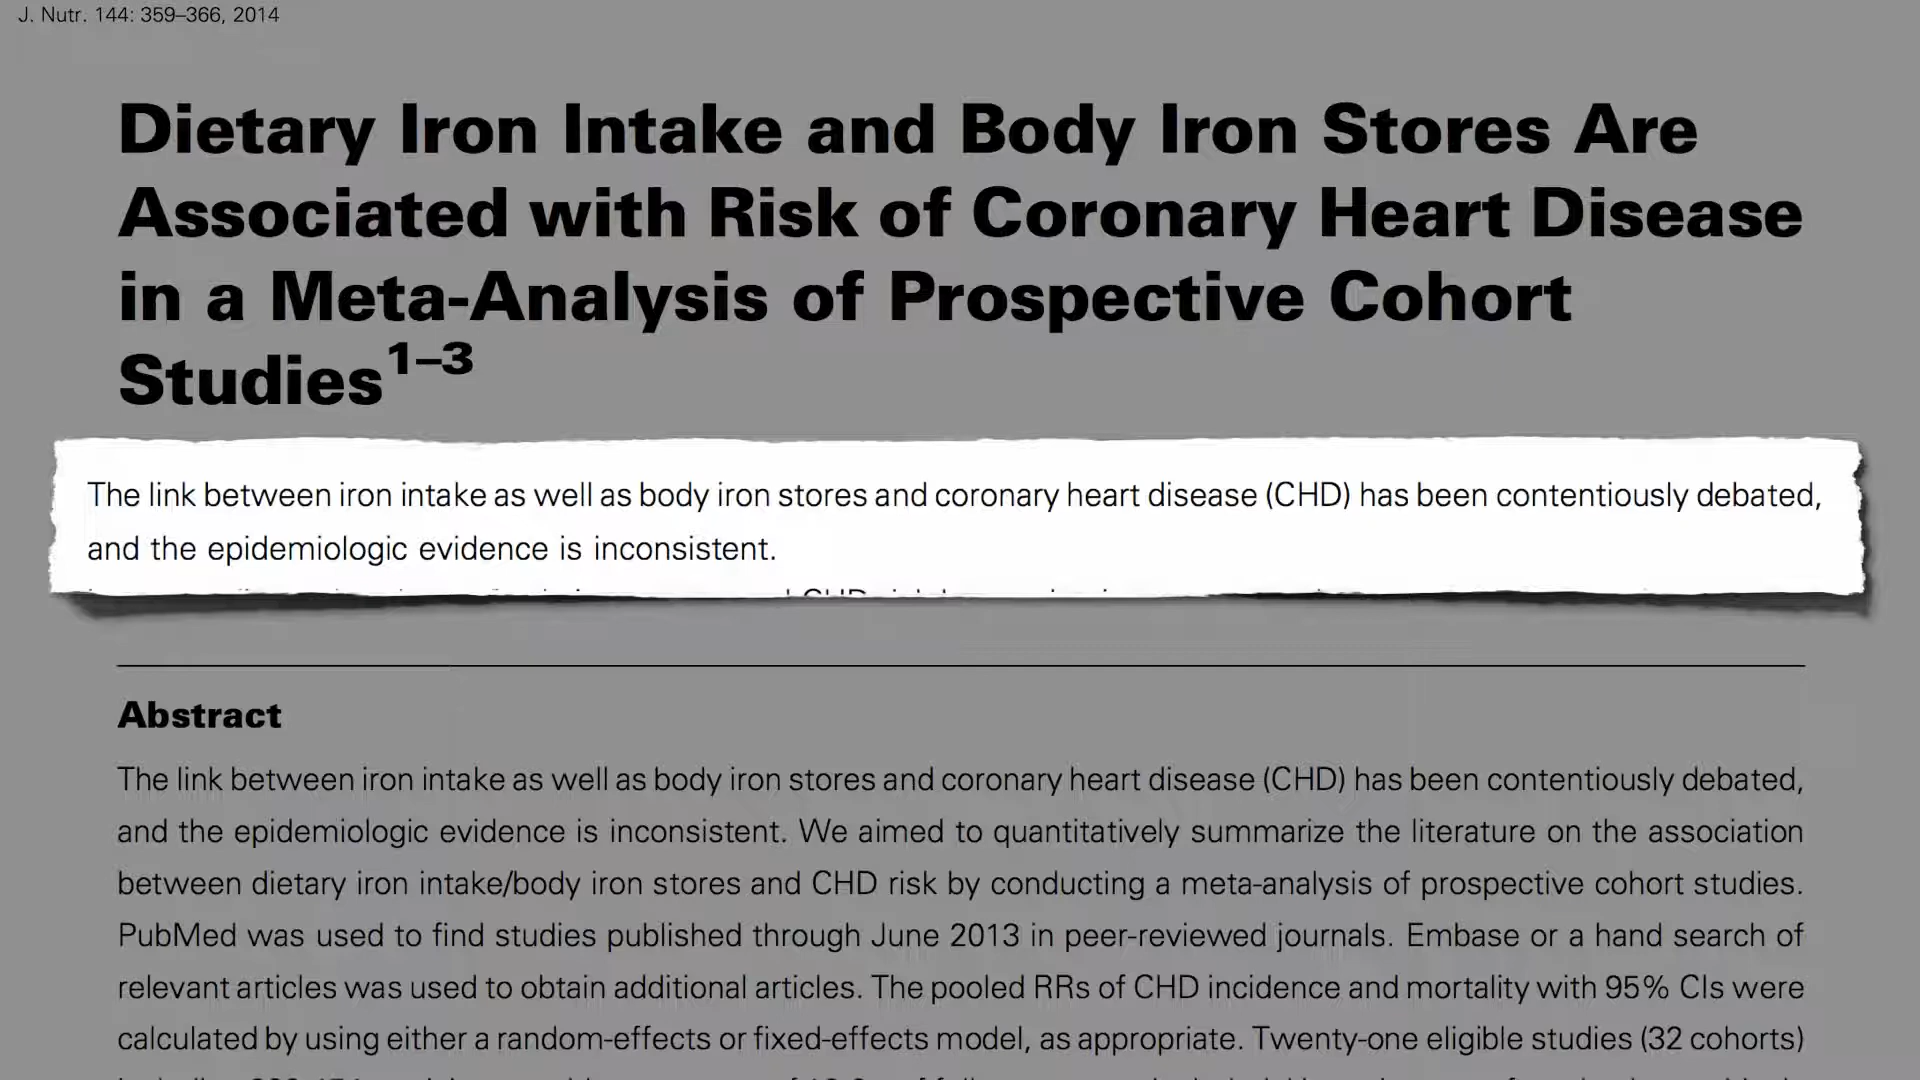 J. Nutr. 144: 359–366, 2014
Dietary Iron Intake and Body Iron Stores Are
Associated with Risk of Coronary Heart Disease
in a Meta-Analysis of Prospective Cohort
Studies¹⁻³
The link between iron intake as well as body iron stores and coronary heart disease (CHD) has been contentiously debated,
and the epidemiologic evidence is inconsistent.
Abstract
The link between iron intake as well as body iron stores and coronary heart disease (CHD) has been contentiously debated,
and the epidemiologic evidence is inconsistent. We aimed to quantitatively summarize the literature on the association
between dietary iron intake/body iron stores and CHD risk by conducting a meta-analysis of prospective cohort studies.
PubMed was used to find studies published through June 2013 in peer-reviewed journals. Embase or a hand search of
relevant articles was used to obtain additional articles. The pooled RRs of CHD incidence and mortality with 95% CIs were
calculated by using either a random-effects or fixed-effects model, as appropriate. Twenty-one eligible studies (32 cohorts)